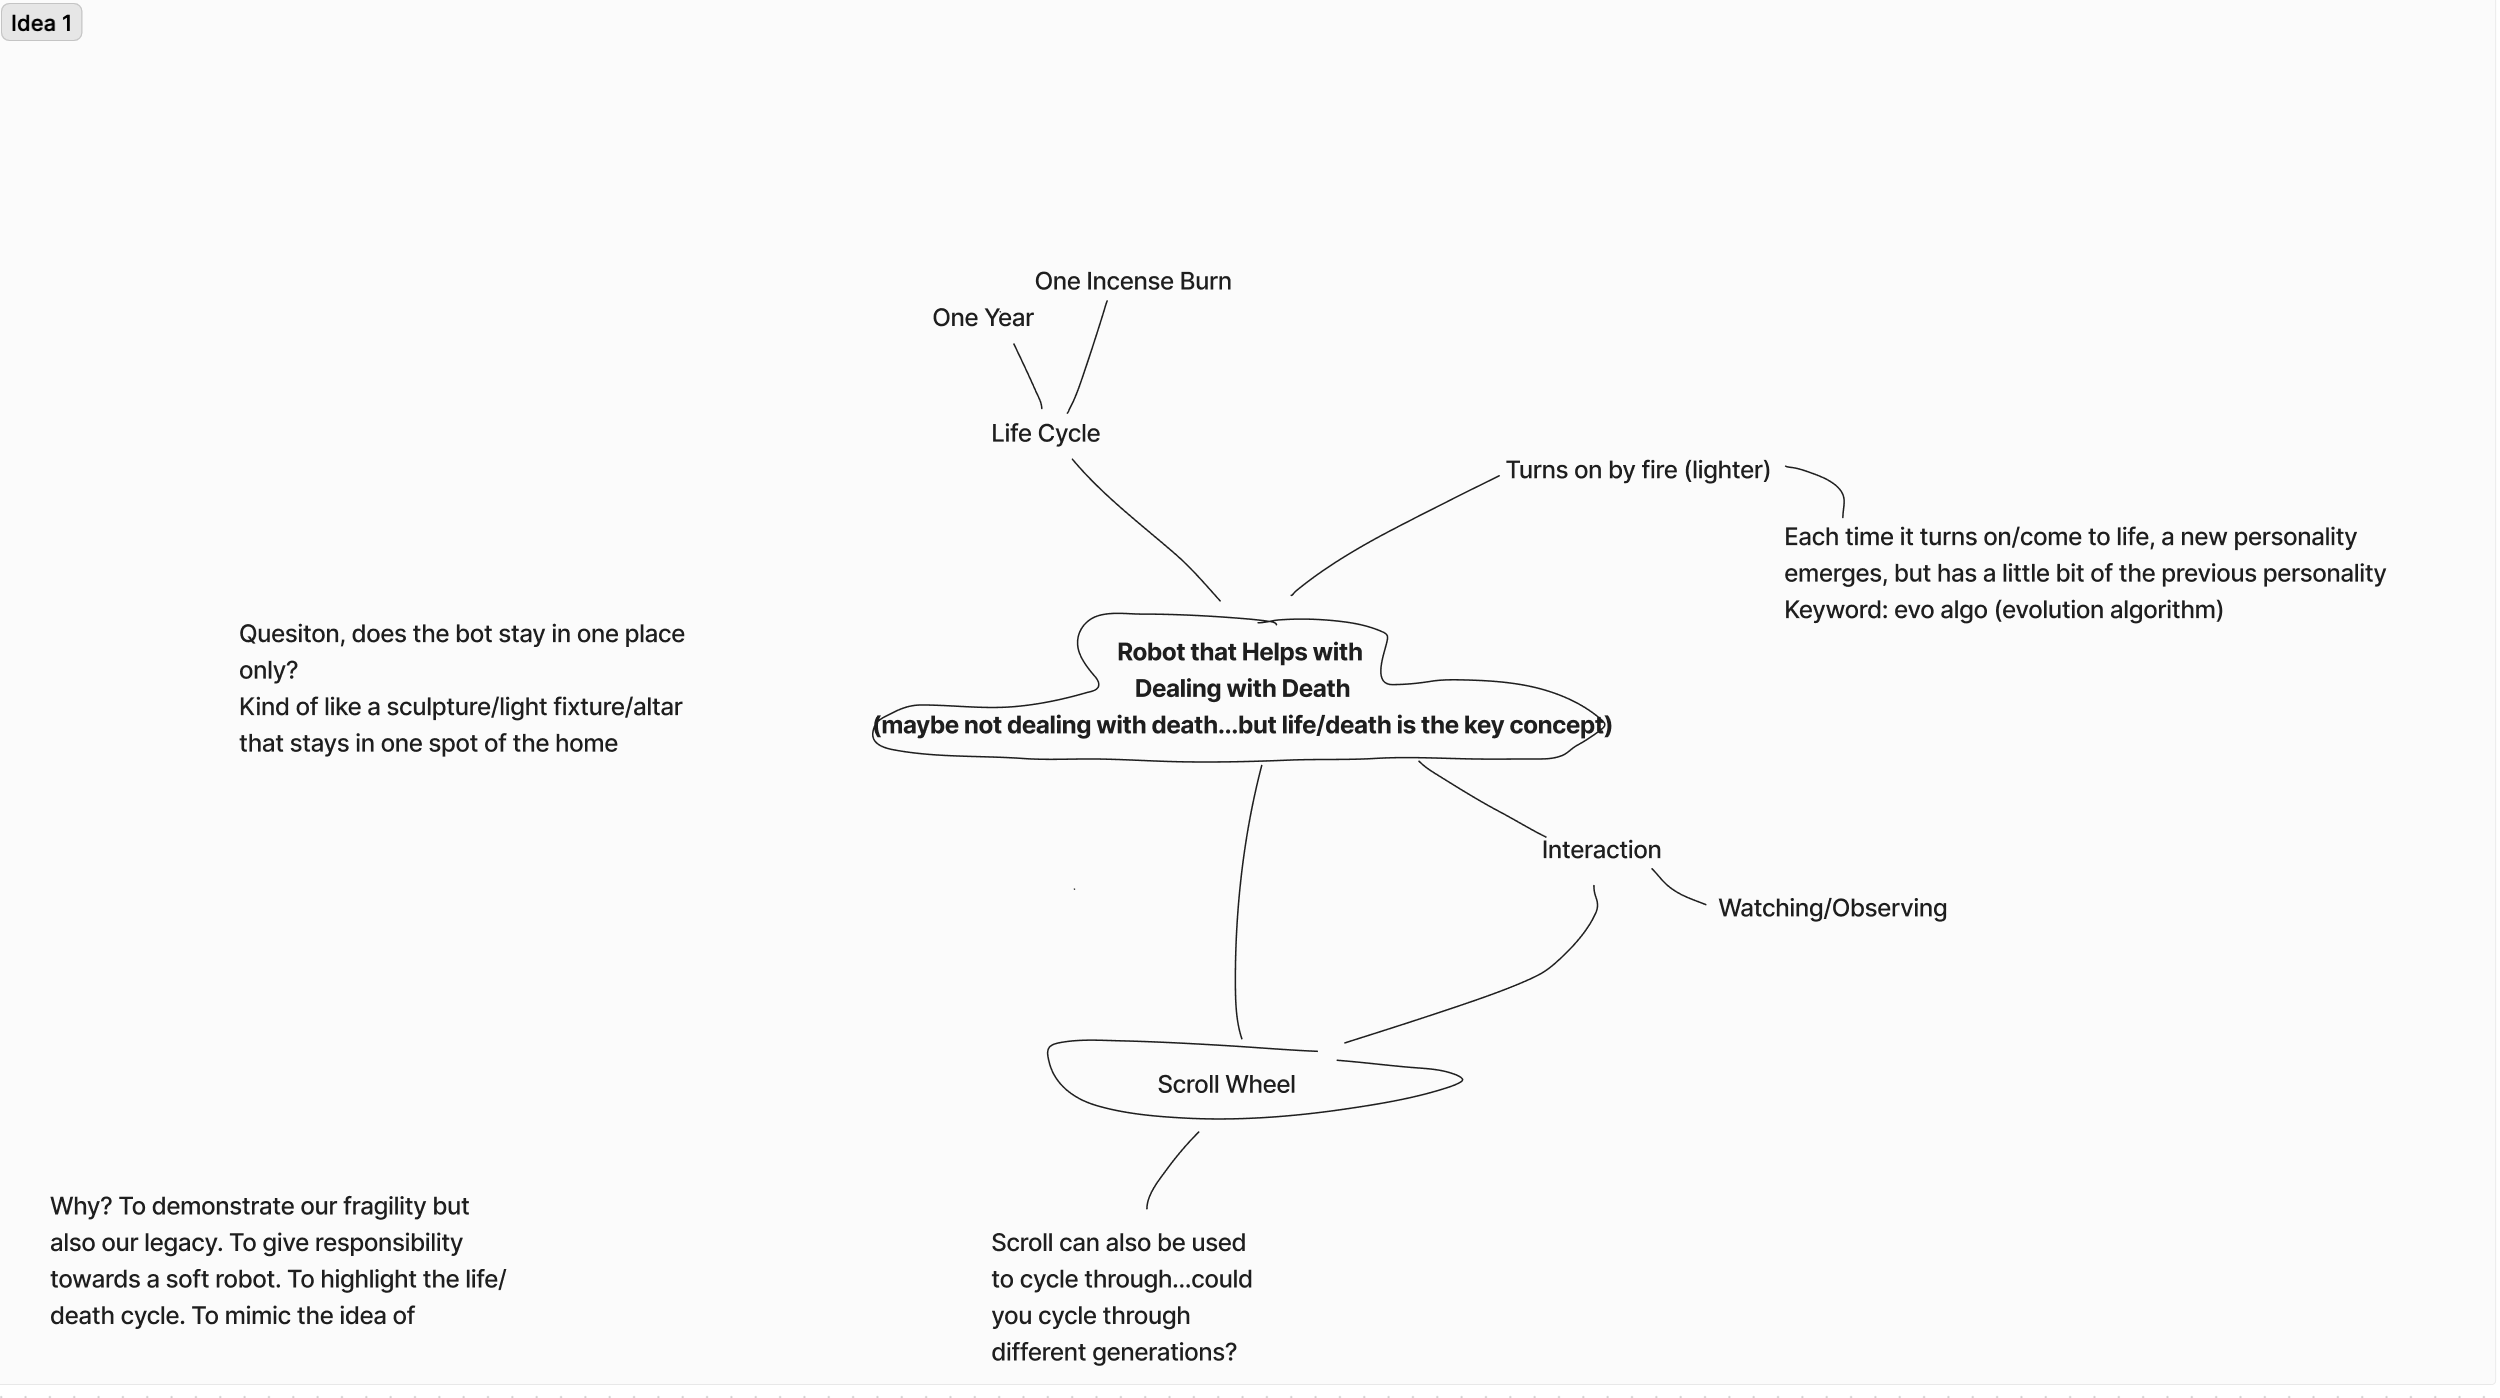 Idea 1
One Incense Burn
One Year
Life Cycle
Turns on by fire (lighter)
Each time it turns on/come to life, a new personality
emerges, but has a little bit of the previous personality
Keyword: evo algo (evolution algorithm)
Quesiton, does the bot stay in one place
only?
Kind of like a sculpture/light fixture/altar
that stays in one spot of the home
Robot that Helps with
Dealing with Death
(maybe not dealing with death...but life/death is the key concept)
Interaction
Watching/Observing
Scroll Wheel
Why? To demonstrate our fragility but
also our legacy. To give responsibility
towards a soft robot. To highlight the life/
death cycle. To mimic the idea of
Scroll can also be used
to cycle through...could
you cycle through
different generations?